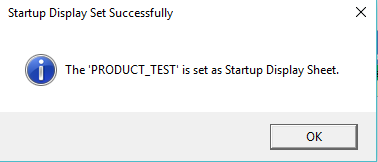 Startup Display Set Successfully
The 'PRODUCT_TEST' is set as Startup Display Sheet.
OK